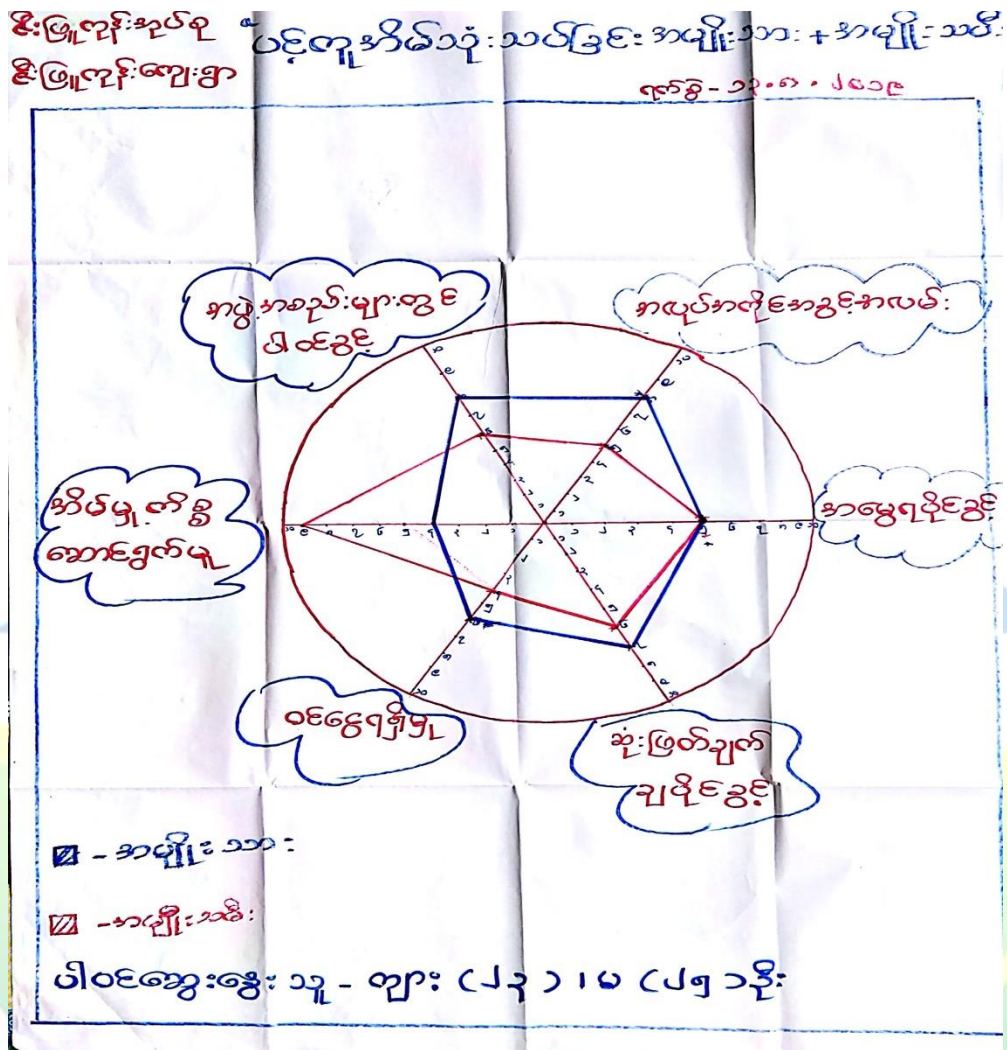 ဇီးဖြူကုန်းအုပ်စု
ဇီးဖြူကုန်းကျေးရွာ
"ပင့်ကူအိမ်သုံးသပ်ခြင်း အမျိုးသား + အမျိုးသမီး
ရက်စွဲ - ၁၃.၈.၂၀၁၉
အဖွဲ့အစည်းများတွင်
ပါဝင်ခွင့်
အလုပ်အကိုင်အခွင့်အလမ်း
အိမ်မှုကိစ္စ
ဆောင်ရွက်မှု
အမွေရပိုင်ခွင့်
ဝင်ငွေရရှိမှု
ဆုံးဖြတ်ချက်
ချပိုင်ခွင့်
- အမျိုးသား
- အမျိုးသမီး
ပါဝင်ဆွေးနွေးသူ - ကျား (၂၃) ၊ မ (၂၅)ဦး